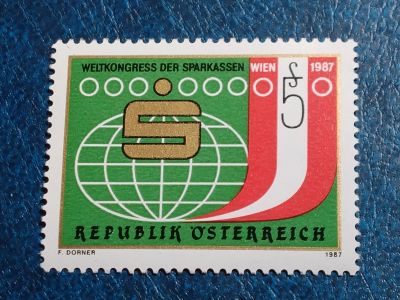 WELTKONGRESS DER SPARKASSEN WIEN 1987
S 5
S
REPUBLIK ÖSTERREICH
F. DORNER 1987